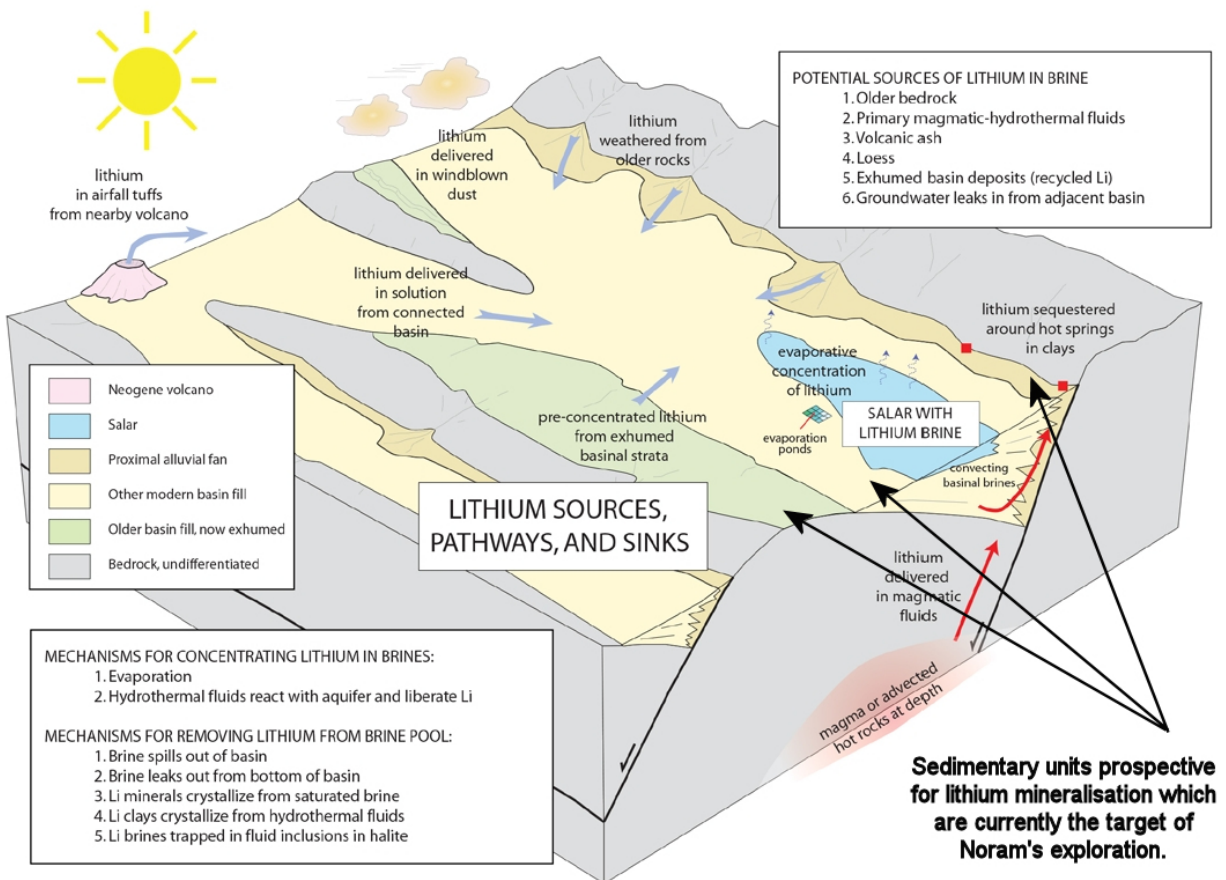 lithium
in airfall tuffs
from nearby volcano
lithium
delivered
in windblown
dust
lithium
weathered from
older rocks
POTENTIAL SOURCES OF LITHIUM IN BRINE
1. Older bedrock
2. Primary magmatic-hydrothermal fluids
3. Volcanic ash
4. Loess
5. Exhumed basin deposits (recycled Li)
6. Groundwater leaks in from adjacent basin
lithium delivered
in solution
from connected
basin
lithium sequestered
around hot springs
in clays
evaporative
concentration
of lithium
evaporation
ponds
SALAR WITH
LITHIUM BRINE
convecting
basinal brines
pre-concentrated lithium
from exhumed
basinal strata
Neogene volcano
Salar
Proximal alluvial fan
Other modern basin fill
Older basin fill, now exhumed
Bedrock, undifferentiated
LITHIUM SOURCES,
PATHWAYS, AND SINKS
lithium
delivered
in magmatic
fluids
magma or advected
hot rocks at depth
MECHANISMS FOR CONCENTRATING LITHIUM IN BRINES:
1. Evaporation
2. Hydrothermal fluids react with aquifer and liberate Li
MECHANISMS FOR REMOVING LITHIUM FROM BRINE POOL:
1. Brine spills out of basin
2. Brine leaks out from bottom of basin
3. Li minerals crystallize from saturated brine
4. Li clays crystallize from hydrothermal fluids
5. Li brines trapped in fluid inclusions in halite
Sedimentary units prospective
for lithium mineralisation which
are currently the target of
Noram's exploration.